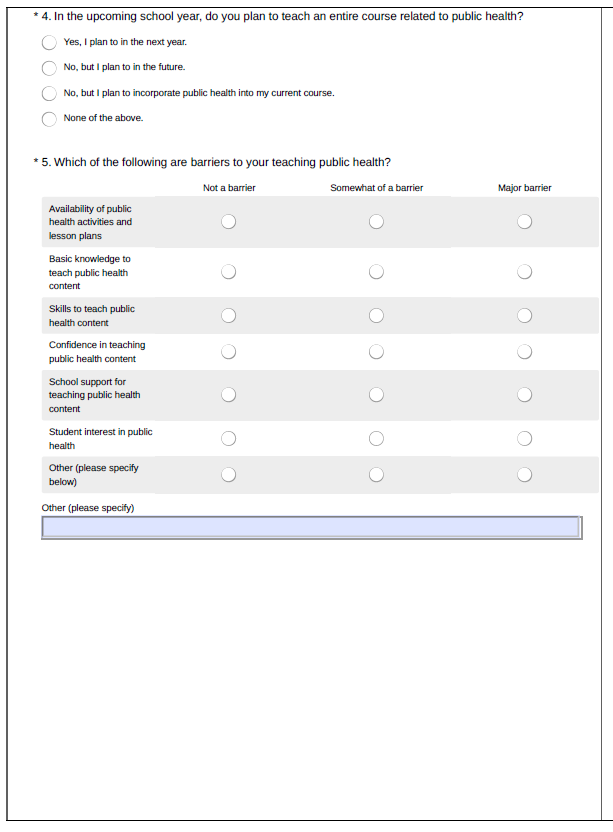 * 4. In the upcoming school year, do you plan to teach an entire course related to public health?
Yes, I plan to in the next year.
No, but I plan to in the future.
No, but I plan to incorporate public health into my current course.
None of the above.
* 5. Which of the following are barriers to your teaching public health?
Not a barrier Somewhat of a barrier Major barrier
Availability of public
health activities and
lesson plans
Basic knowledge to
teach public health
content
Skills to teach public
health content
Confidence in teaching
public health content
School support for
teaching public health
content
Student interest in public
health
Other (please specify
below)
Other (please specify)